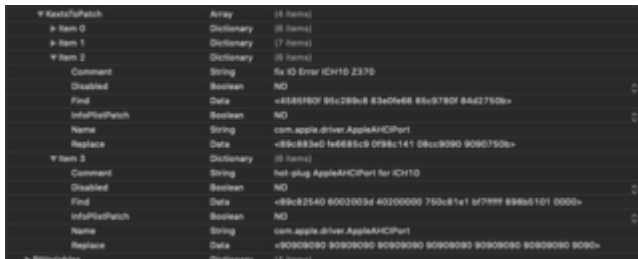 KextsToPatch Array (4 items)
Item 0 Dictionary (6 items)
Item 1 Dictionary (7 items)
Item 2 Dictionary (6 items)
Comment String fix IO Error ICH10 Z370
Disabled Boolean NO
Find Data
InfoPlistPatch Boolean NO
Name String com.apple.driver.AppleAHCIPort
Replace Data
Item 3 Dictionary (6 items)
Comment String hot-plug AppleAHCIPort for ICH10
Disabled Boolean NO
Find Data
InfoPlistPatch Boolean NO
Name String com.apple.driver.AppleAHCIPort
Replace Data <90909090 90909090 90909090 90909090 90909090 90909090 9090>